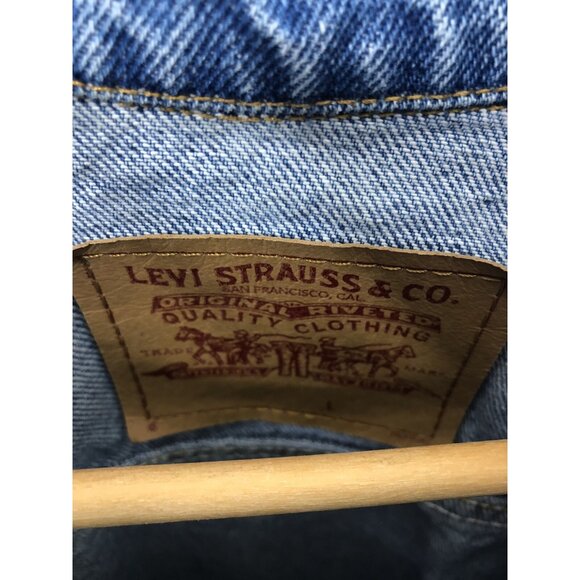 LEVI STRAUSS & CO.
SAN FRANCISCO, CAL.
ORIGINAL RIVETED
QUALITY CLOTHING
TRADE MARK
L